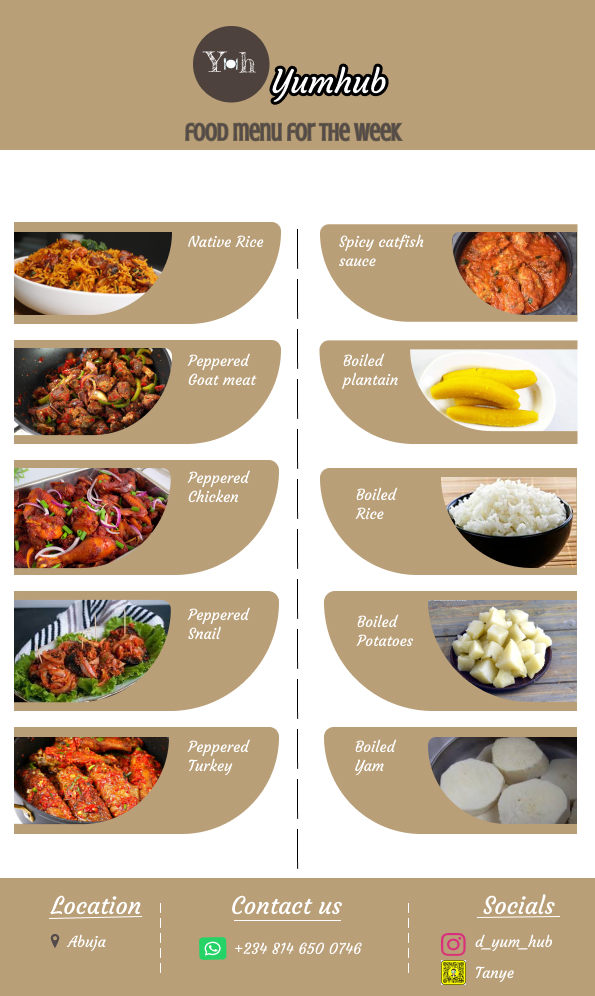 Y h
Yumhub
FOOD MENU FOR THE WEEK
Native Rice
Peppered
Goat meat
Peppered
Chicken
Peppered
Snail
Peppered
Turkey
Spicy catfish
sauce
Boiled
plantain
Boiled
Rice
Boiled
Potatoes
Boiled
Yam
Location
Abuja
Contact us
+234 814 650 0746
Socials
d_yum_hub
Tanye